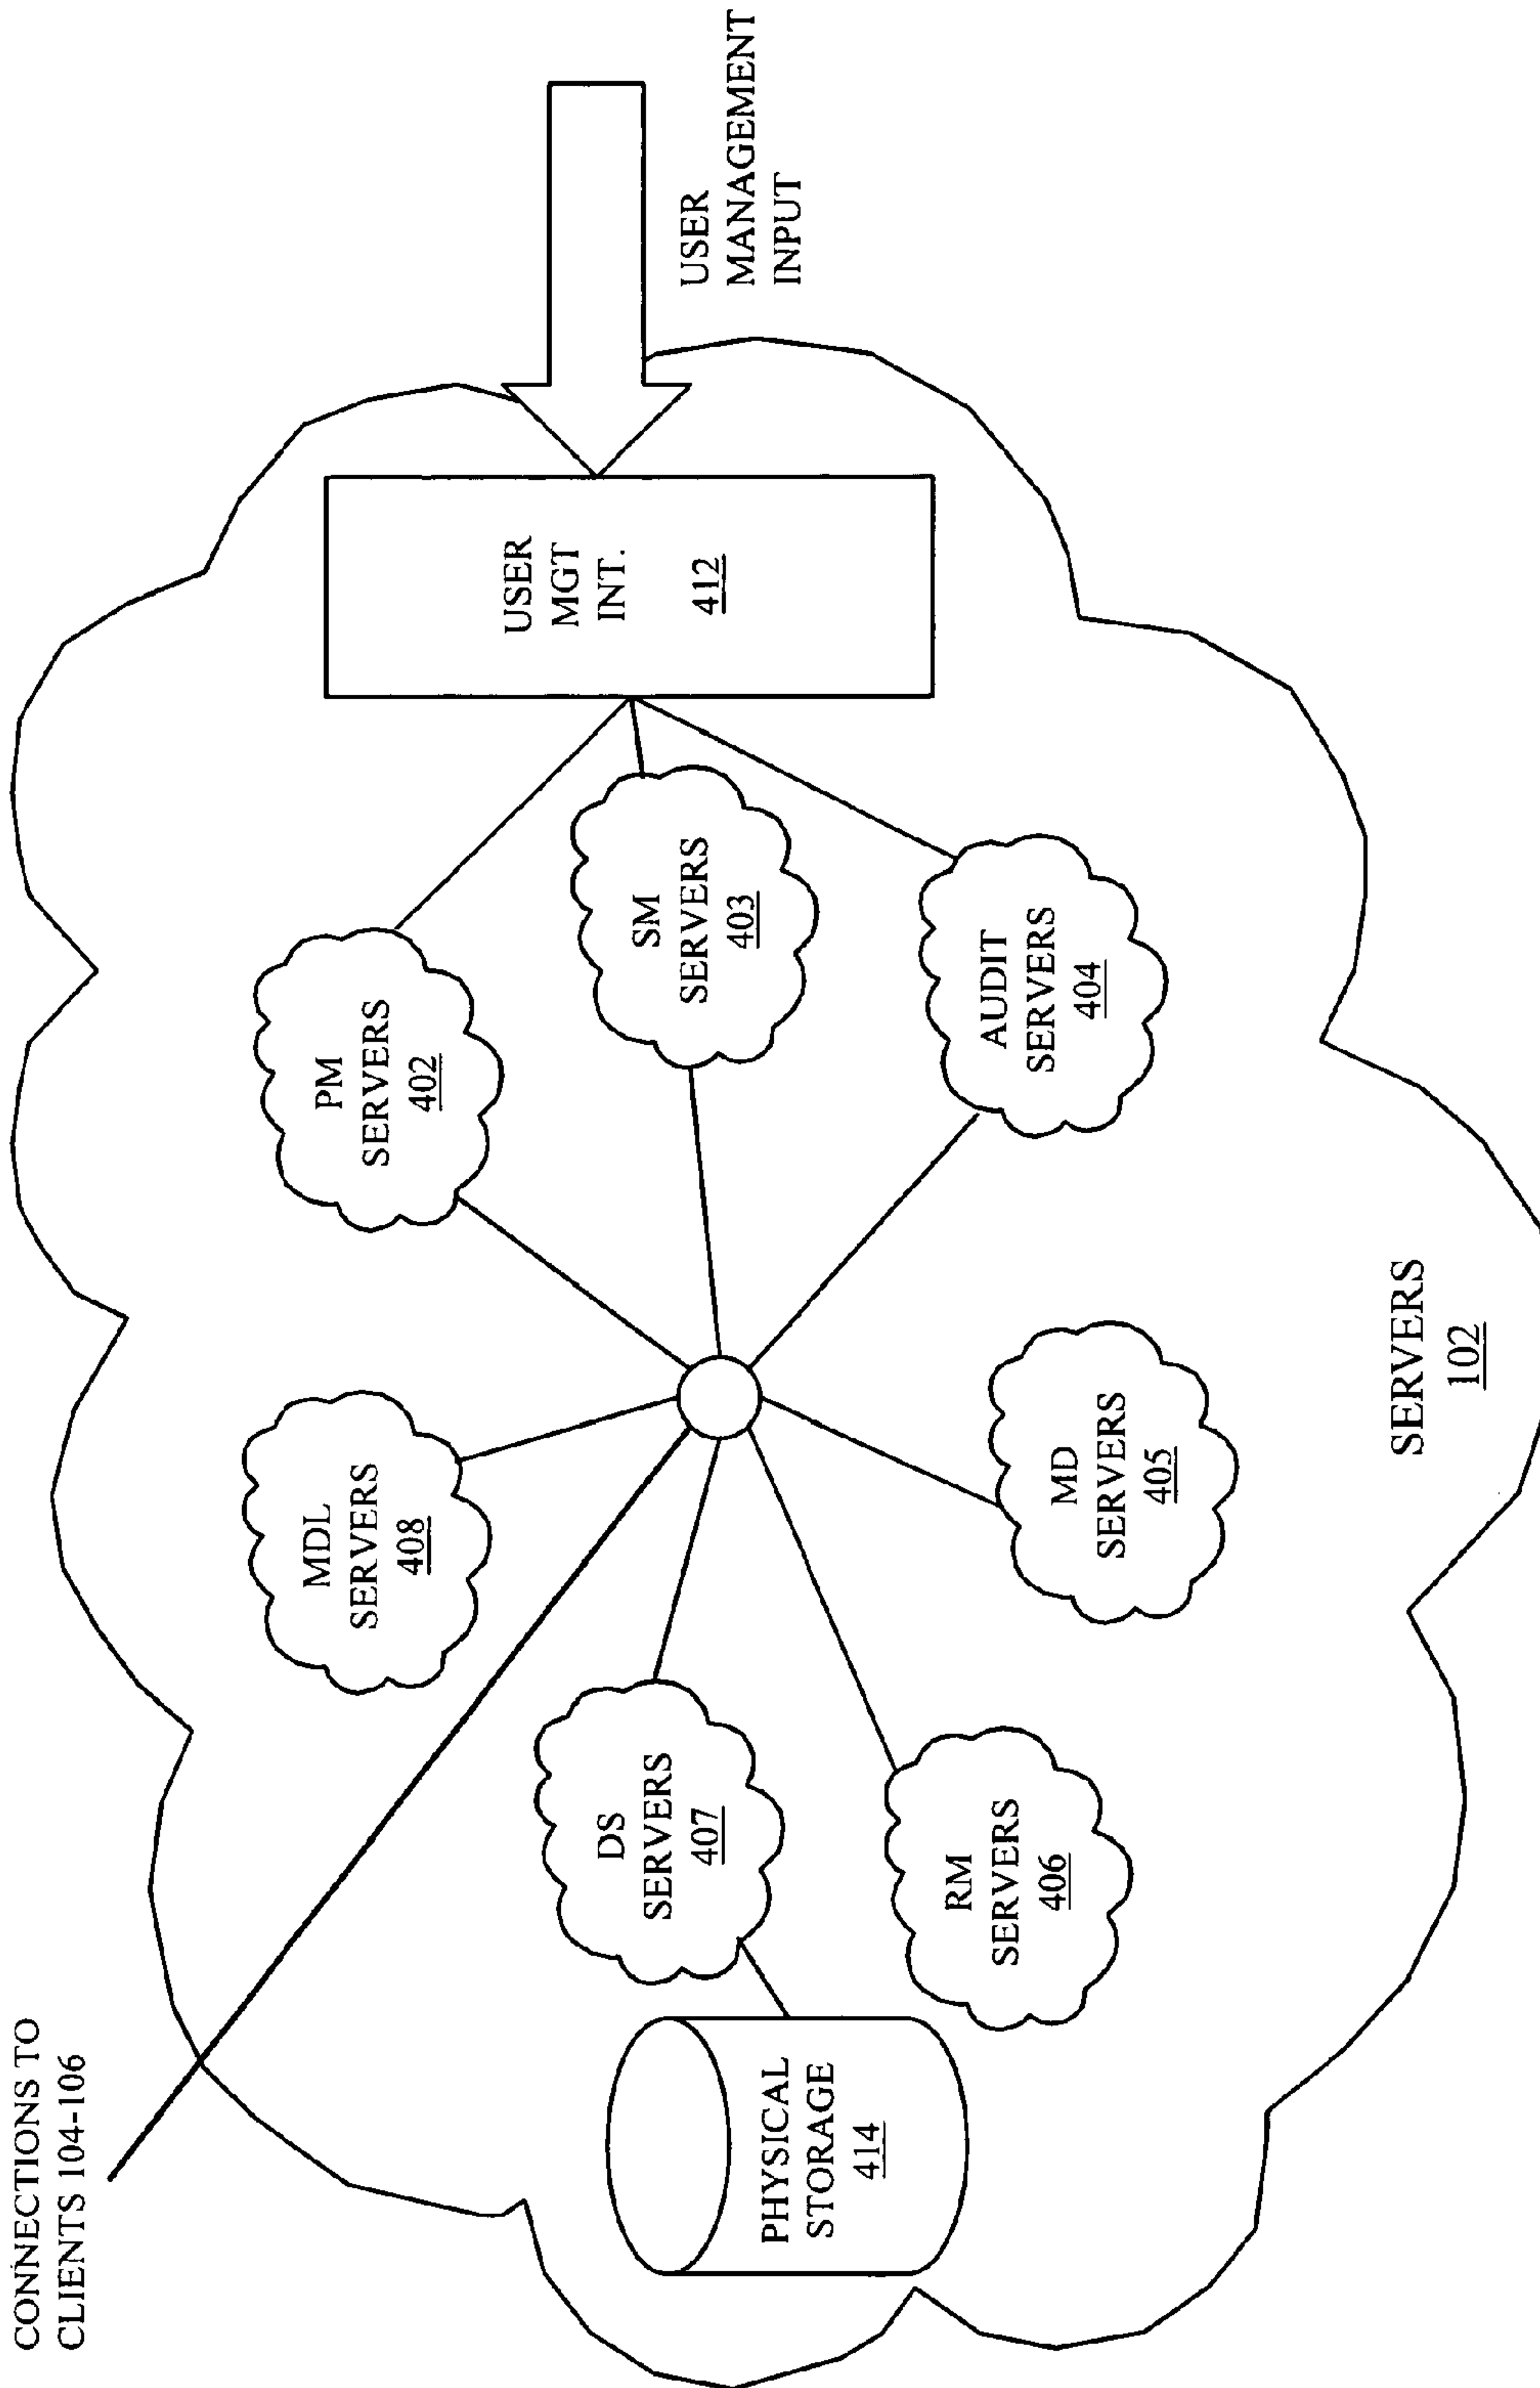 CONNECTIONS TO
CLIENTS 104-106
MDL
SERVERS
408
PM
SERVERS
402
USER
MGT
INT.
412
USER
MANAGEMENT
INPUT
DS
SERVERS
407
SM
SERVERS
403
PHYSICAL
STORAGE
414
RM
SERVERS
406
MD
SERVERS
405
AUDIT
SERVERS
404
SERVERS
102